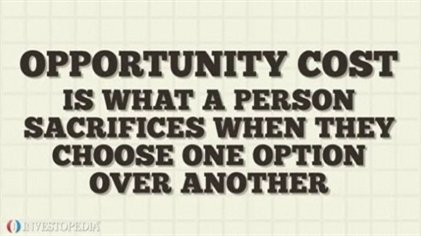 OPPORTUNITY COST
IS WHAT A PERSON
SACRIFICES WHEN THEY
CHOOSE ONE OPTION
OVER ANOTHER
INVESTOPEDIA